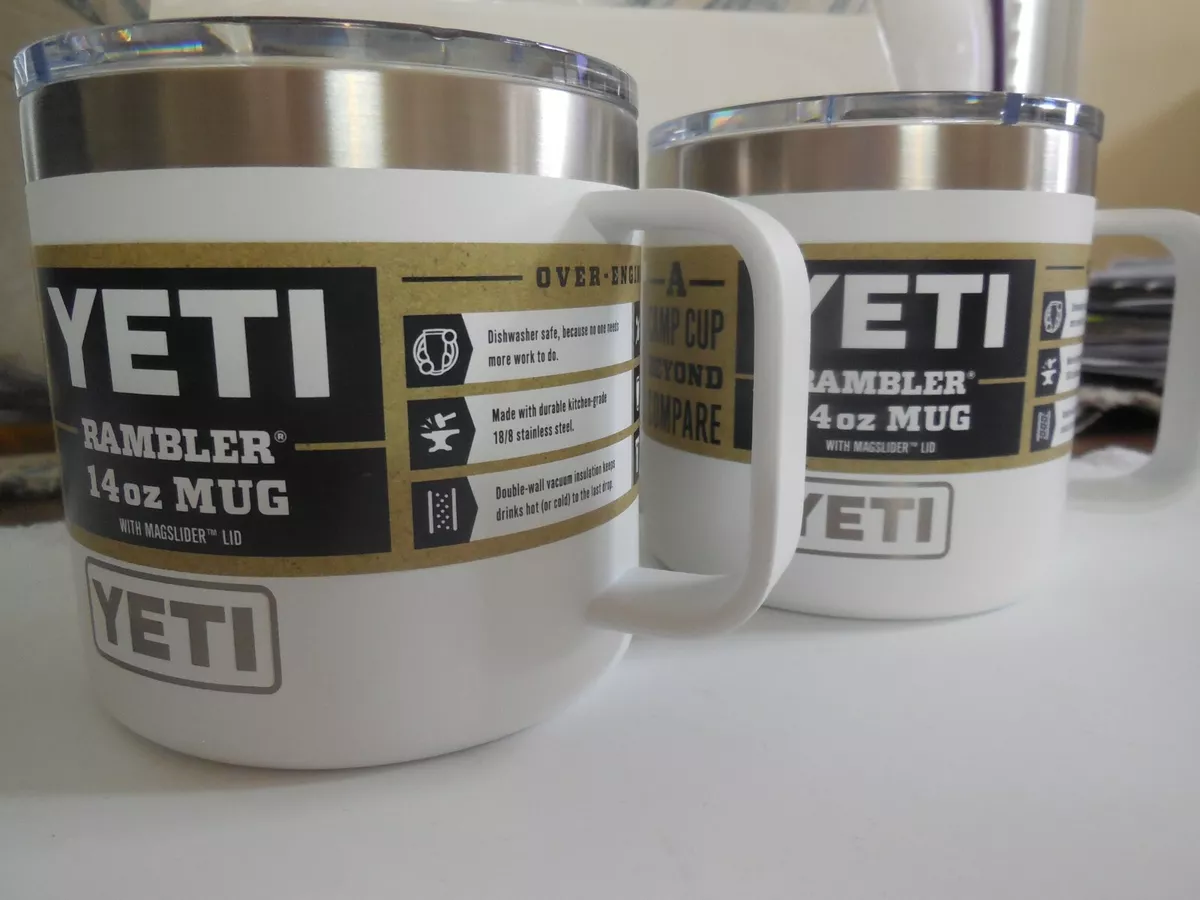 YETI
RAMBLER®
14oz MUG
WITH MAGSLIDER™ LID
OVER-ENGI
Dishwasher safe, because no one needs
more work to do.
Made with durable kitchen-grade
18/8 stainless steel.
Double-wall vacuum insulation keeps
drinks hot (or cold) to the last drop.
YETI
A
CAMP CUP
BEYOND
COMPARE
YETI
RAMBLER®
4oz MUG
WITH MAGSLIDER™ LID
YETI